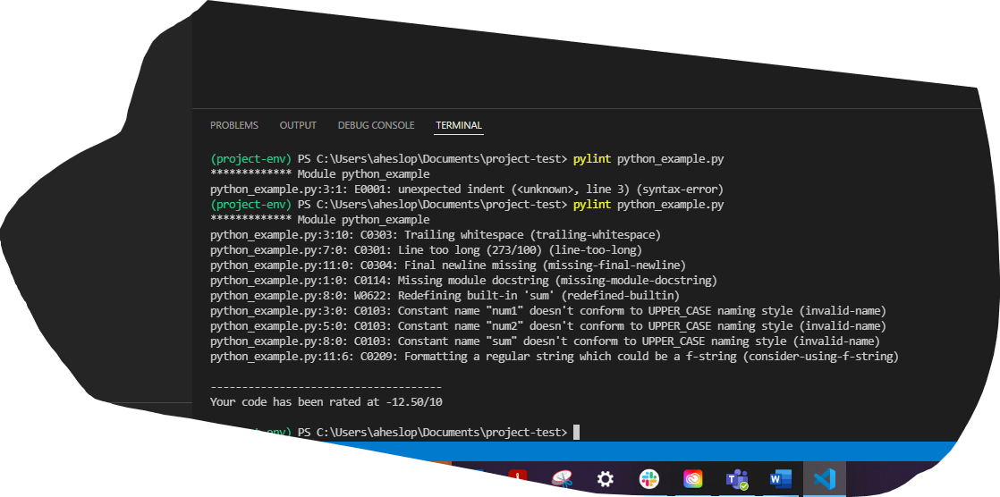 PROBLEMS OUTPUT DEBUG CONSOLE TERMINAL
(project-env) PS C:\Users\aheslop\Documents\project-test> pylint python_example.py
************* Module python_example
python_example.py:3:1: E0001: unexpected indent (<unknown>, line 3) (syntax-error)
(project-env) PS C:\Users\aheslop\Documents\project-test> pylint python_example.py
************* Module python_example
python_example.py:3:10: C0303: Trailing whitespace (trailing-whitespace)
python_example.py:7:0: C0301: Line too long (273/100) (line-too-long)
python_example.py:11:0: C0304: Final newline missing (missing-final-newline)
python_example.py:1:0: C0114: Missing module docstring (missing-module-docstring)
python_example.py:8:0: W0622: Redefining built-in 'sum' (redefined-builtin)
python_example.py:3:0: C0103: Constant name "num1" doesn't conform to UPPER_CASE naming style (invalid-name)
python_example.py:5:0: C0103: Constant name "num2" doesn't conform to UPPER_CASE naming style (invalid-name)
python_example.py:8:0: C0103: Constant name "sum" doesn't conform to UPPER_CASE naming style (invalid-name)
python_example.py:11:6: C0209: Formatting a regular string which could be a f-string (consider-using-f-string)
-------------------------------------
Your code has been rated at -12.50/10
ject-env) PS C:\Users\aheslop\Documents\project-test>